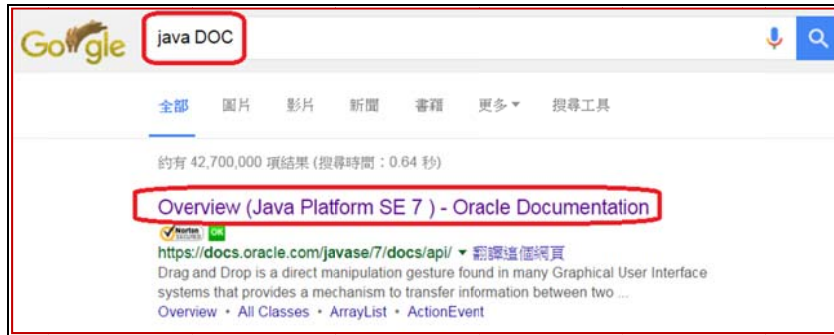 Google
java DOC
全部 圖片 影片 新聞 書籍 更多 搜尋工具
約有 42,700,000 項結果 (搜尋時間：0.64 秒)
Overview (Java Platform SE 7 ) - Oracle Documentation
Norton SECURED OK
https://docs.oracle.com/javase/7/docs/api/ 翻譯這個網頁
Drag and Drop is a direct manipulation gesture found in many Graphical User Interface
systems that provides a mechanism to transfer information between two ...
Overview • All Classes • ArrayList • ActionEvent